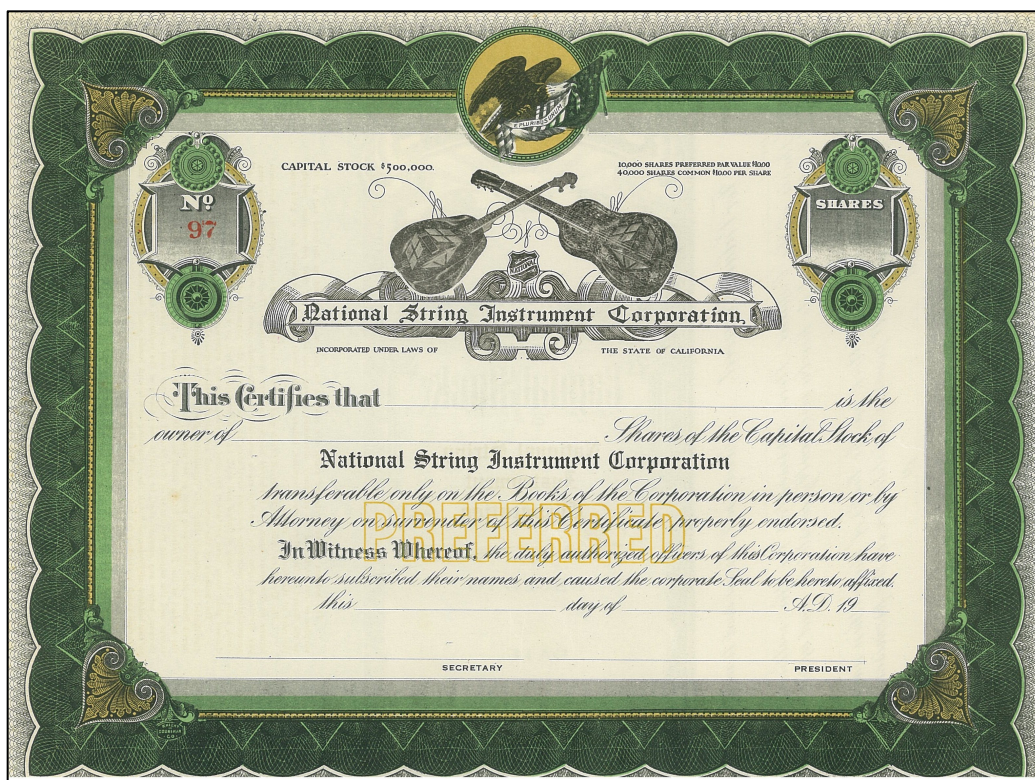 E PLURIBUS UNUM
CAPITAL STOCK $500,000.
10,000 SHARES PREFERRED PAR VALUE $10.00
40,000 SHARES COMMON $10.00 PER SHARE
Nº
97
SHARES
NATIONAL
National String Instrument Corporation.
INCORPORATED UNDER LAWS OF THE STATE OF CALIFORNIA
This Certifies that is the
owner of Shares of the Capital Stock of
National String Instrument Corporation
transferable only on the Books of the Corporation in person or by
Attorney on surrender of this Certificate properly endorsed.
PREFERRED
In Witness Whereof, the duly authorized officers of this Corporation have
hereunto subscribed their names and caused the corporate Seal to be hereto affixed.
this day of A.D. 19
SECRETARY PRESIDENT